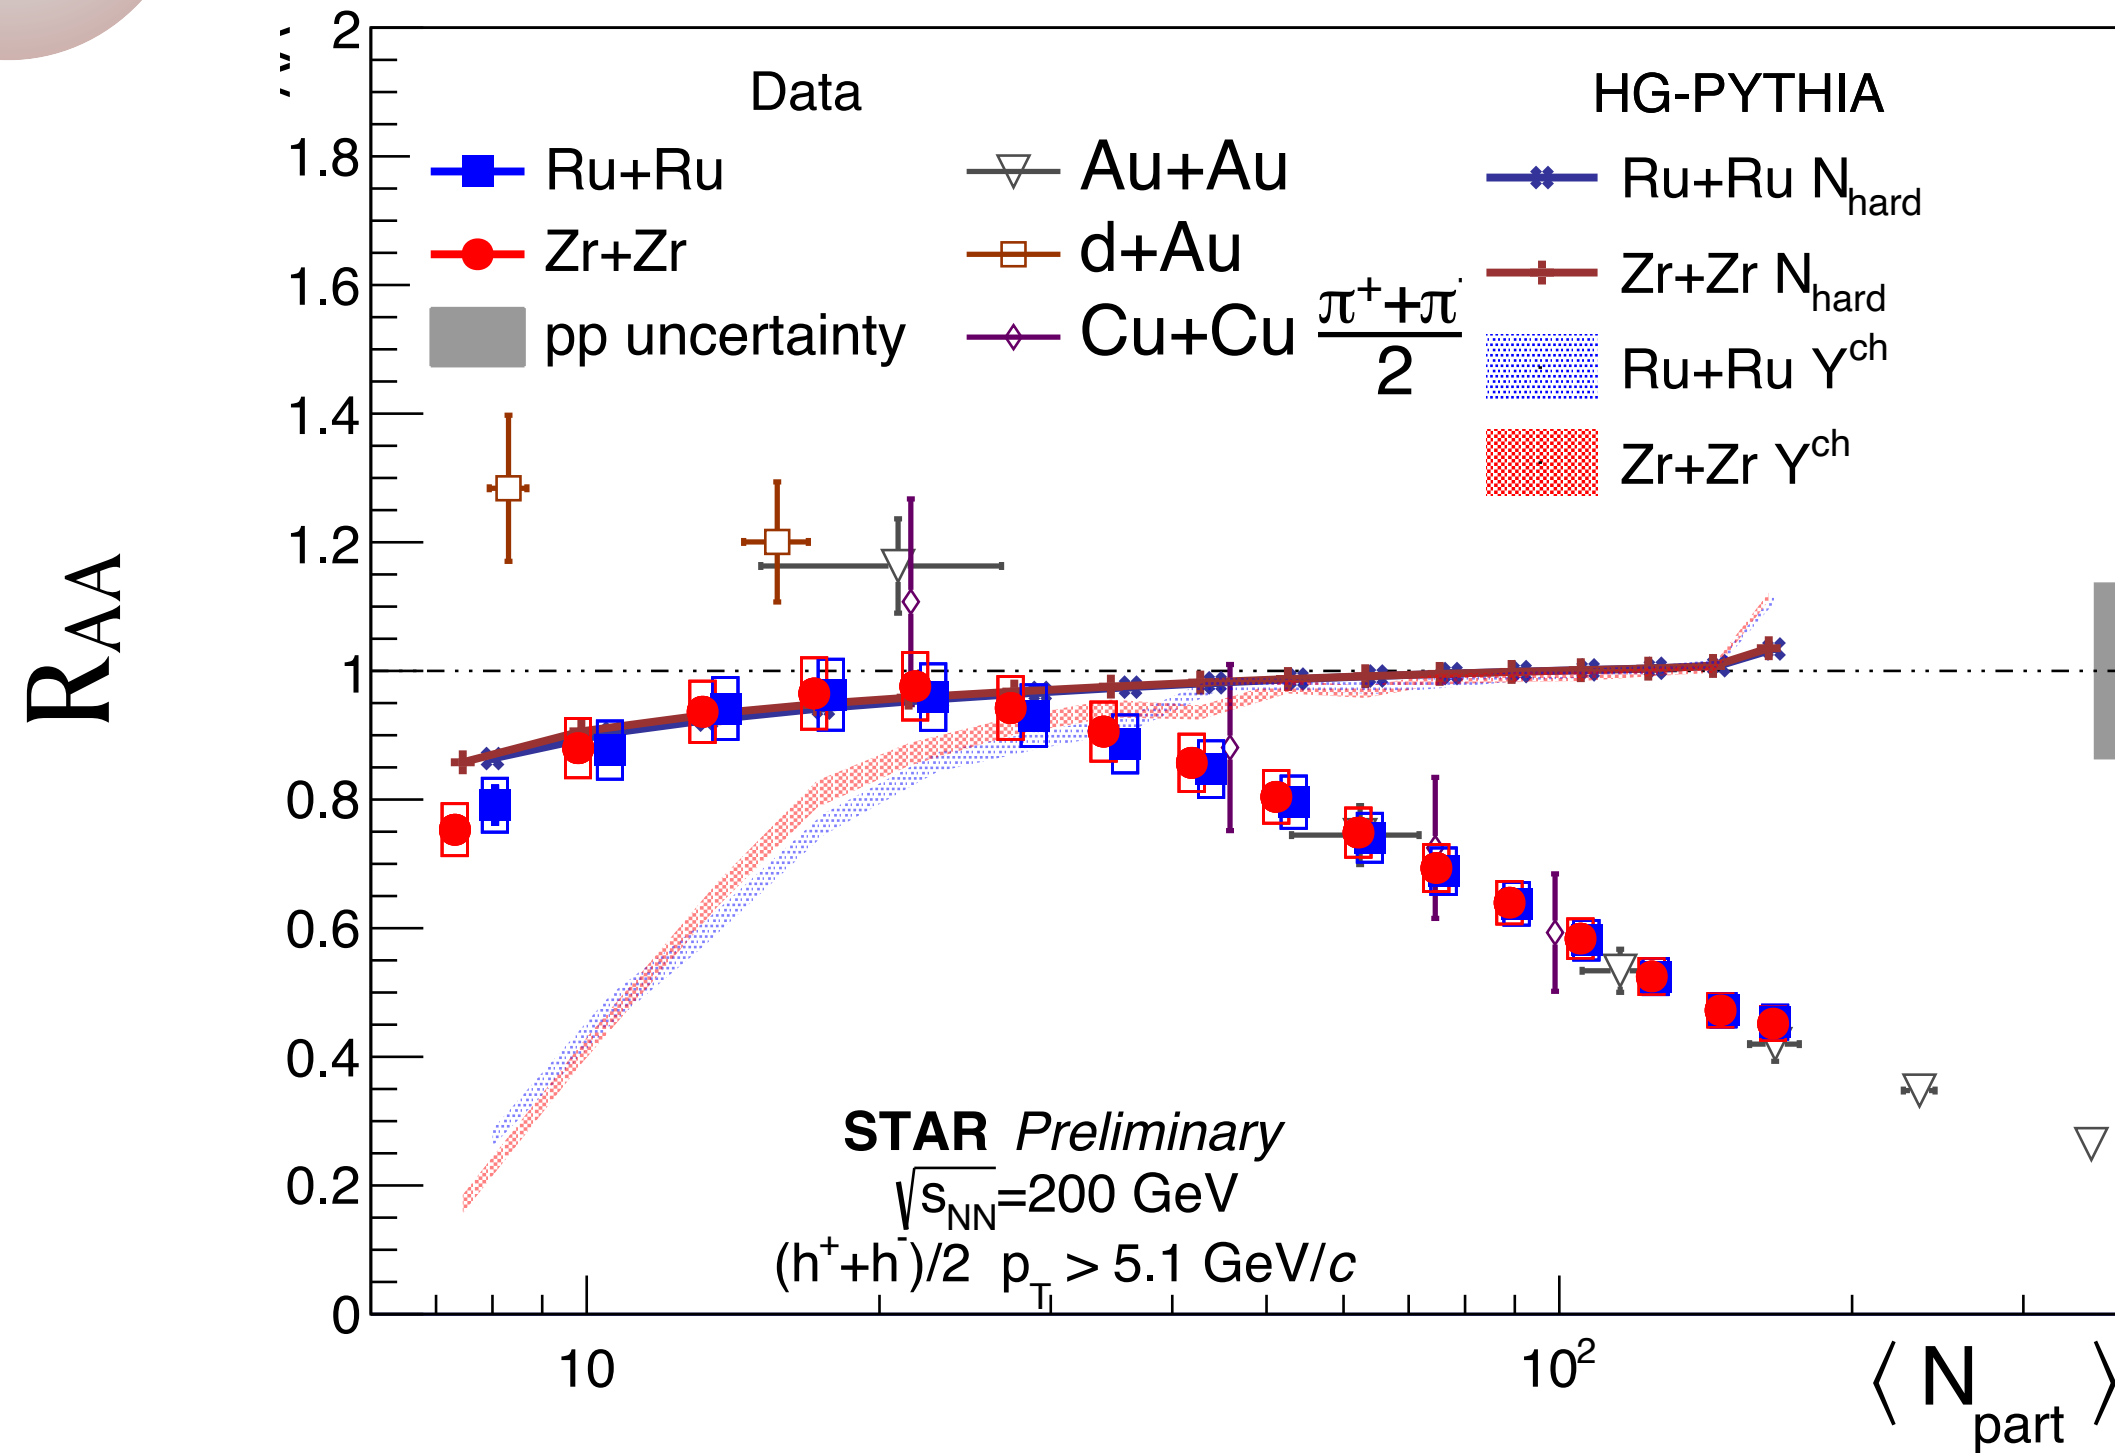 R_AA
2
1.8
1.6
1.4
1.2
1
0.8
0.6
0.4
0.2
0
Data
Ru+Ru
Zr+Zr
pp uncertainty
Au+Au
d+Au
Cu+Cu (π⁺+π⁻)/2
HG-PYTHIA
Ru+Ru N_hard
Zr+Zr N_hard
Ru+Ru Y^ch
Zr+Zr Y^ch
STAR Preliminary
√s_NN=200 GeV
(h⁺+h⁻)/2 p_T > 5.1 GeV/c
10
10²
⟨ N_part ⟩